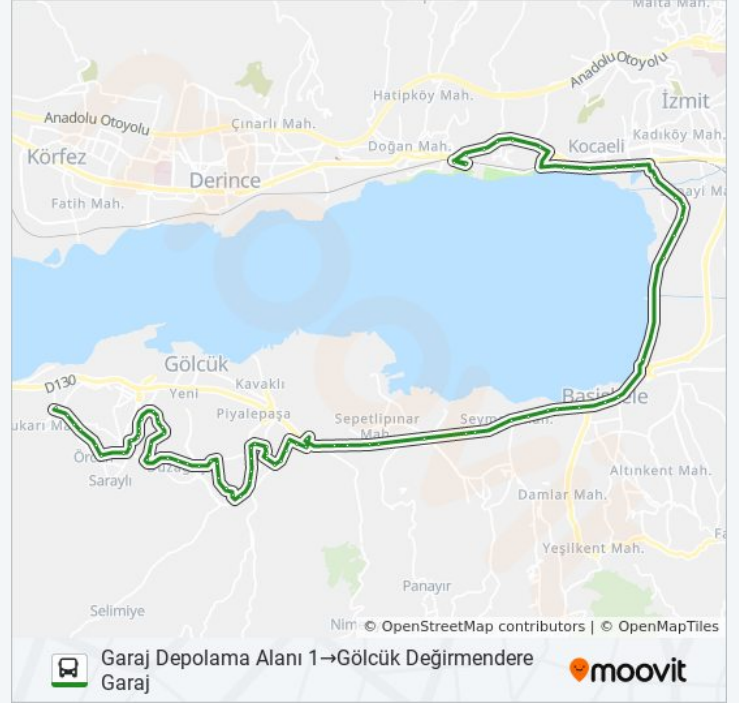 Malta Mah.
Anadolu Otoyolu
Hatipköy Mah.
İzmit
Anadolu Otoyolu
Çınarlı Mah.
Kadıköy Mah.
Doğan Mah.
Kocaeli
Körfez
Derince
Fatih Mah.
Gölcük
D130
Yeni
Kavaklı
Piyalepaşa
Sepetlipınar
Mah.
Saraylı
Altınkent Mah.
Damlar Mah.
Yeşilkent Mah.
Panayır
Selimiye
© OpenStreetMap contributors | © OpenMapTiles
Garaj Depolama Alanı 1→Gölcük Değirmendere
Garaj
moovit